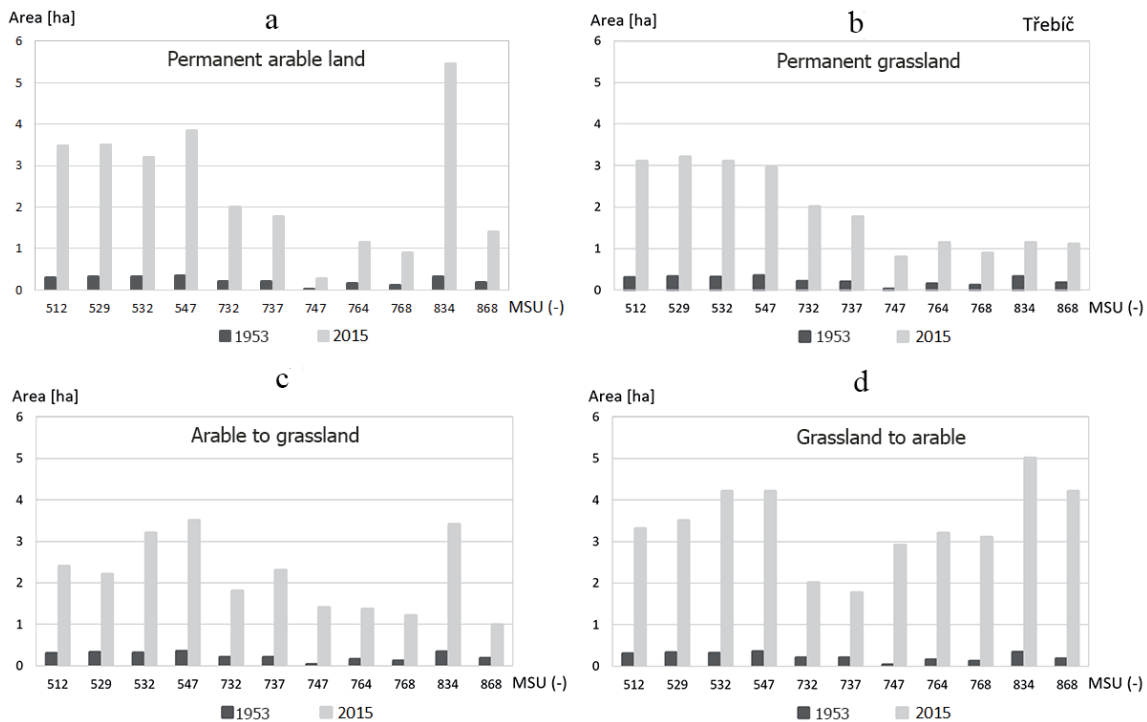 a
Area [ha]
Permanent arable land
6
5
4
3
2
1
0
512 529 532 547 732 737 747 764 768 834 868 MSU (-)
1953 2015
b
Třebíč
Area [ha]
Permanent grassland
6
5
4
3
2
1
0
512 529 532 547 732 737 747 764 768 834 868 MSU (-)
1953 2015
c
Area [ha]
Arable to grassland
6
5
4
3
2
1
0
512 529 532 547 732 737 747 764 768 834 868 MSU (-)
1953 2015
d
Area [ha]
Grassland to arable
6
5
4
3
2
1
0
512 529 532 547 732 737 747 764 768 834 868 MSU (-)
1953 2015